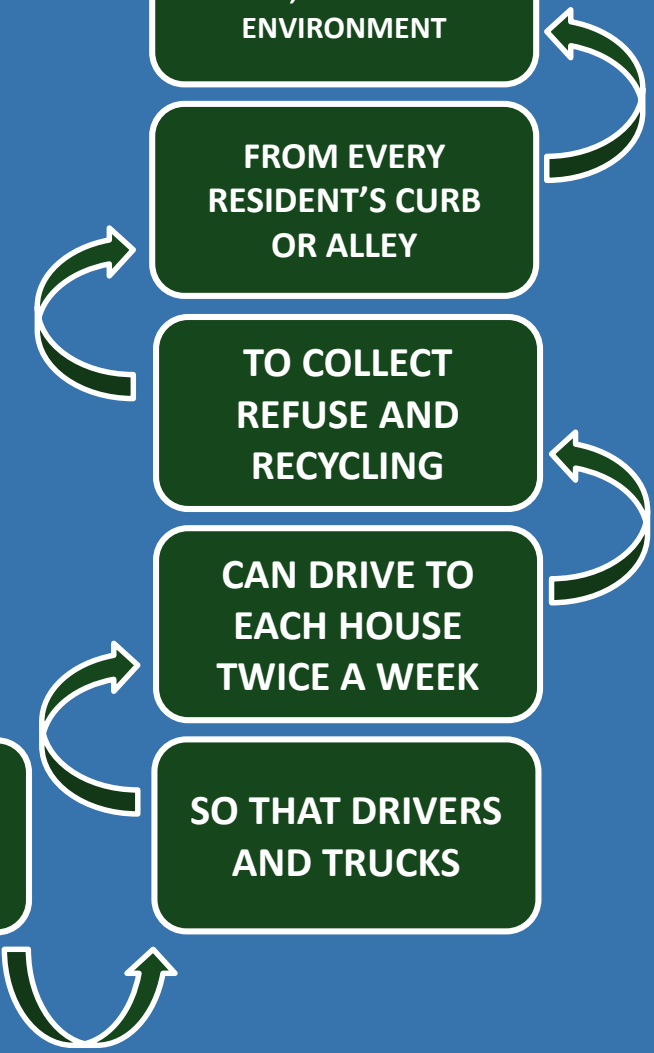 ENVIRONMENT
FROM EVERY
RESIDENT’S CURB
OR ALLEY
TO COLLECT
REFUSE AND
RECYCLING
CAN DRIVE TO
EACH HOUSE
TWICE A WEEK
SO THAT DRIVERS
AND TRUCKS